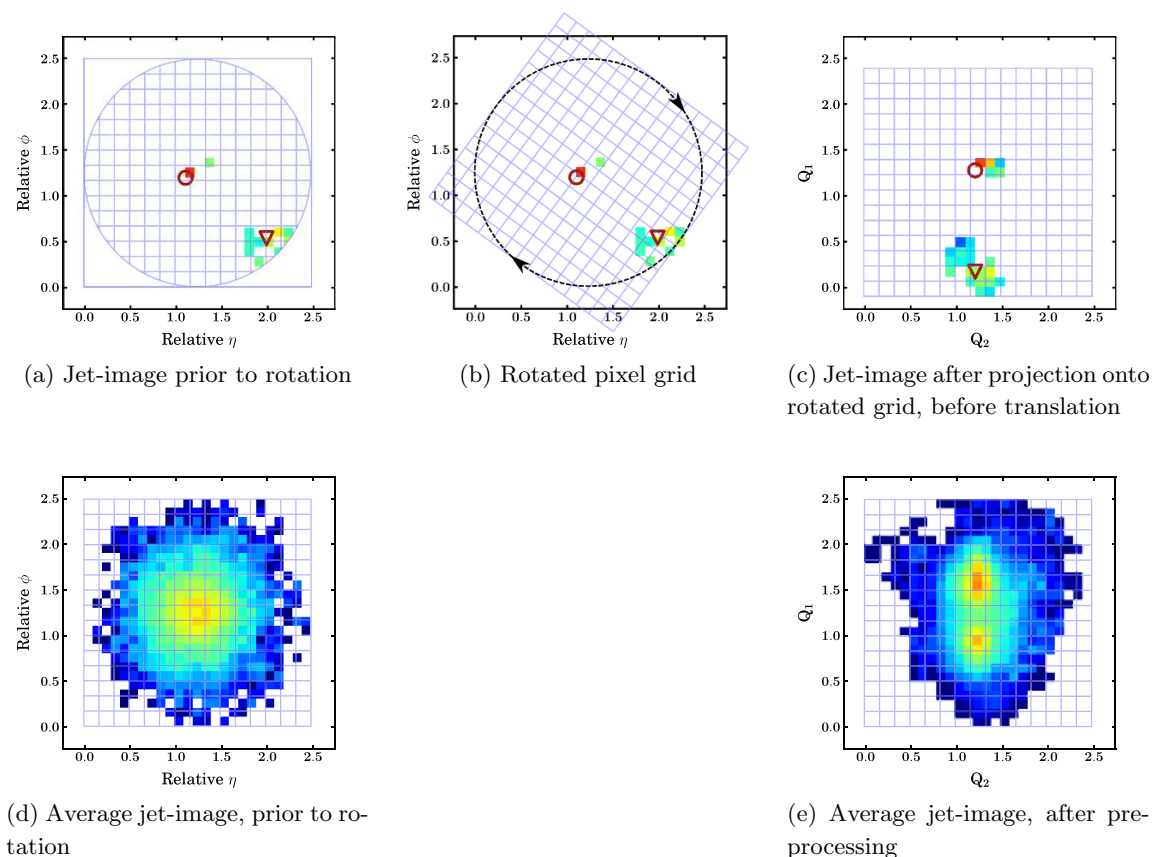 2.5
2.0
1.5
1.0
0.5
0.0
Relative ϕ
0.0 0.5 1.0 1.5 2.0 2.5
Relative η
(a) Jet-image prior to rotation
2.5
2.0
1.5
1.0
0.5
0.0
Relative ϕ
0.0 0.5 1.0 1.5 2.0 2.5
Relative η
(b) Rotated pixel grid
2.5
2.0
1.5
1.0
0.5
0.0
Q₁
0.0 0.5 1.0 1.5 2.0 2.5
Q₂
(c) Jet-image after projection onto
rotated grid, before translation
2.5
2.0
1.5
1.0
0.5
0.0
Relative ϕ
0.0 0.5 1.0 1.5 2.0 2.5
Relative η
(d) Average jet-image, prior to ro-
tation
2.5
2.0
1.5
1.0
0.5
0.0
Q₁
0.0 0.5 1.0 1.5 2.0 2.5
Q₂
(e) Average jet-image, after pre-
processing